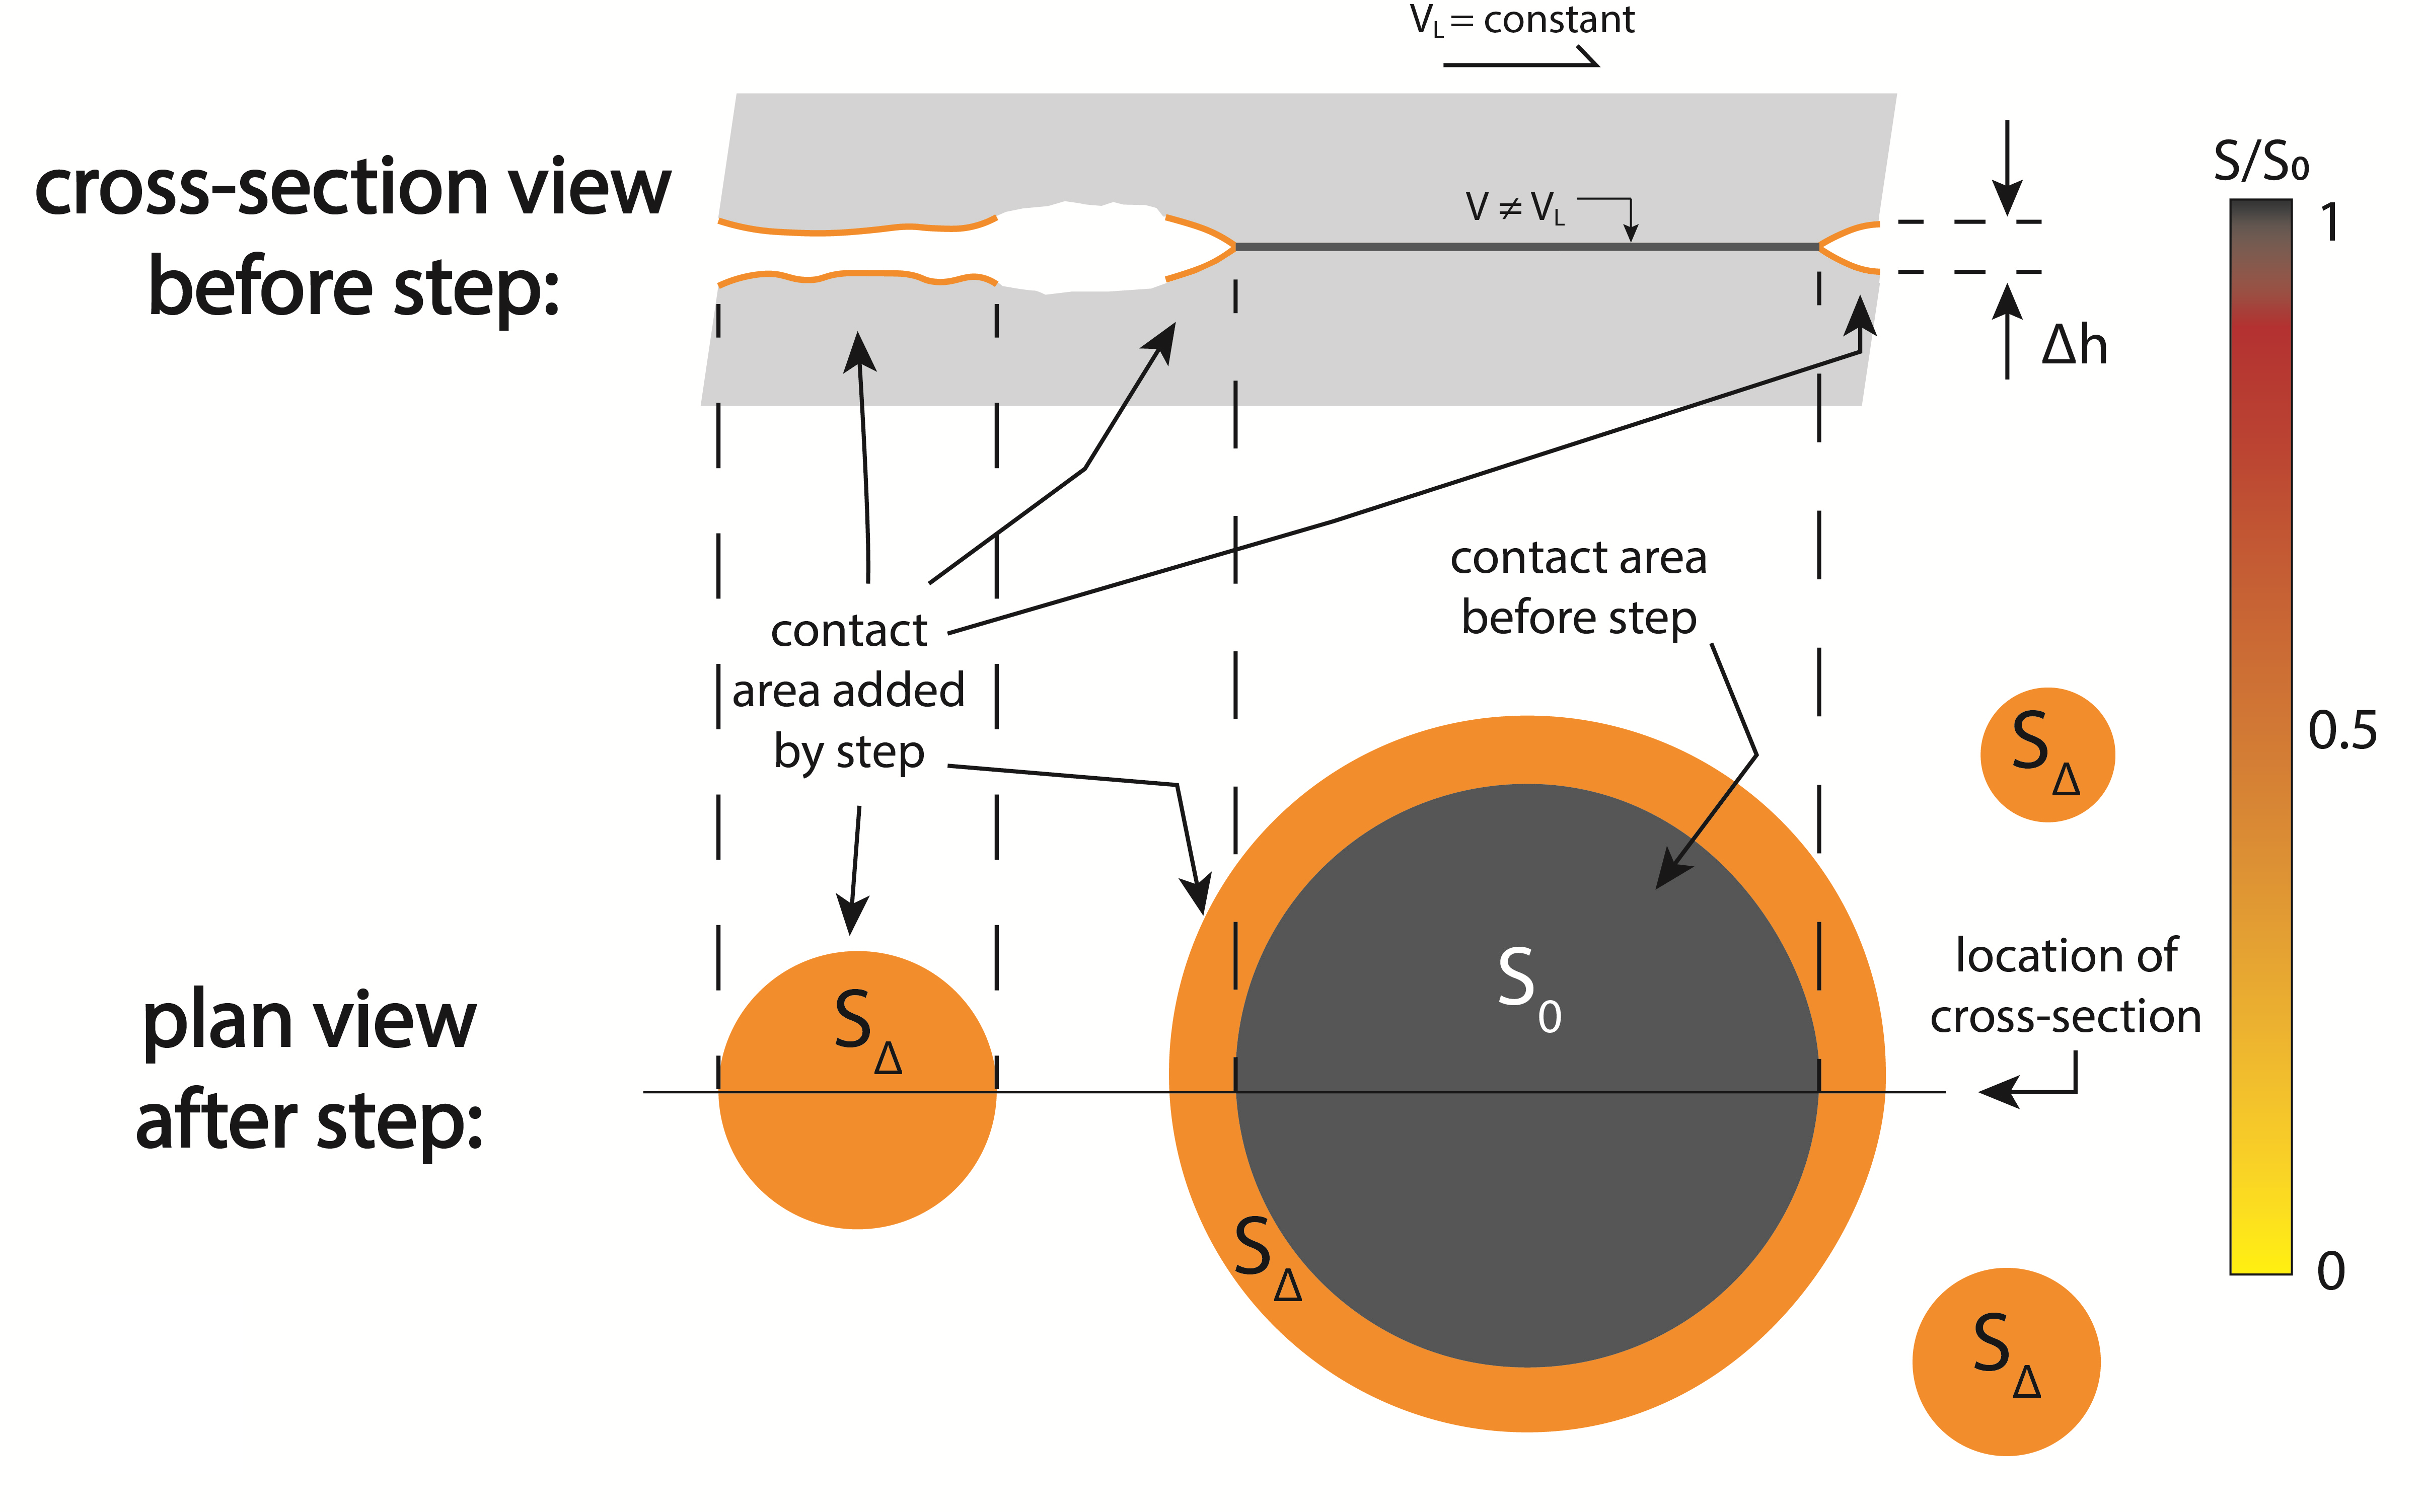 V_L = constant
cross-section view
before step:
V ≠ V_L
Δh
S/S₀
1
0.5
0
contact
area added
by step
contact area
before step
S_Δ
location of
cross-section
plan view
after step:
S_Δ
S₀
S_Δ
S_Δ